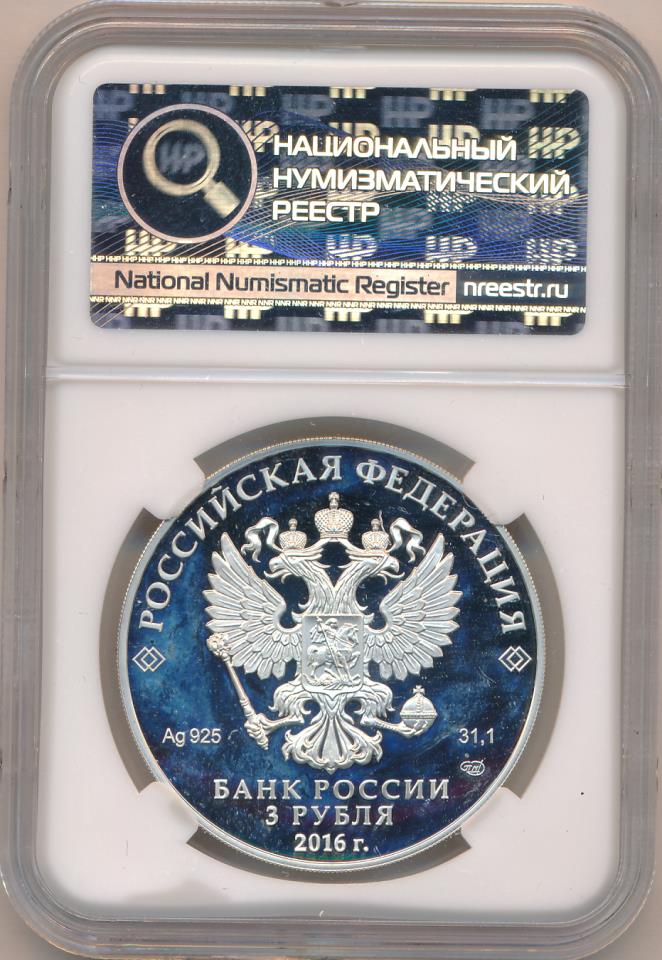 НАЦИОНАЛЬНЫЙ
НУМИЗМАТИЧЕСКИЙ
РЕЕСТР
National Numismatic Register nreestr.ru
РОССИЙСКАЯ ФЕДЕРАЦИЯ
Ag 925 31,1
БАНК РОССИИ
3 РУБЛЯ
2016 г.